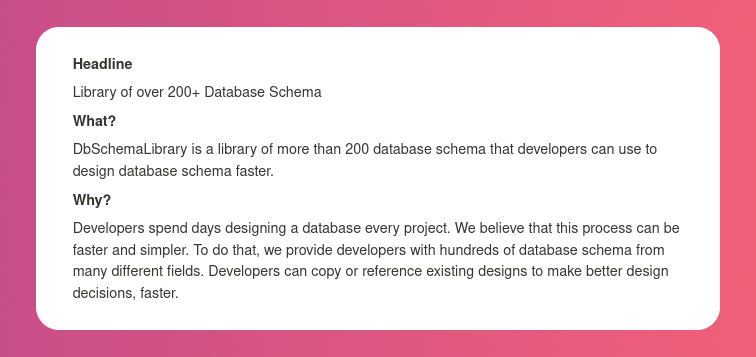 Headline
Library of over 200+ Database Schema
What?
DbSchemaLibrary is a library of more than 200 database schema that developers can use to
design database schema faster.
Why?
Developers spend days designing a database every project. We believe that this process can be
faster and simpler. To do that, we provide developers with hundreds of database schema from
many different fields. Developers can copy or reference existing designs to make better design
decisions, faster.